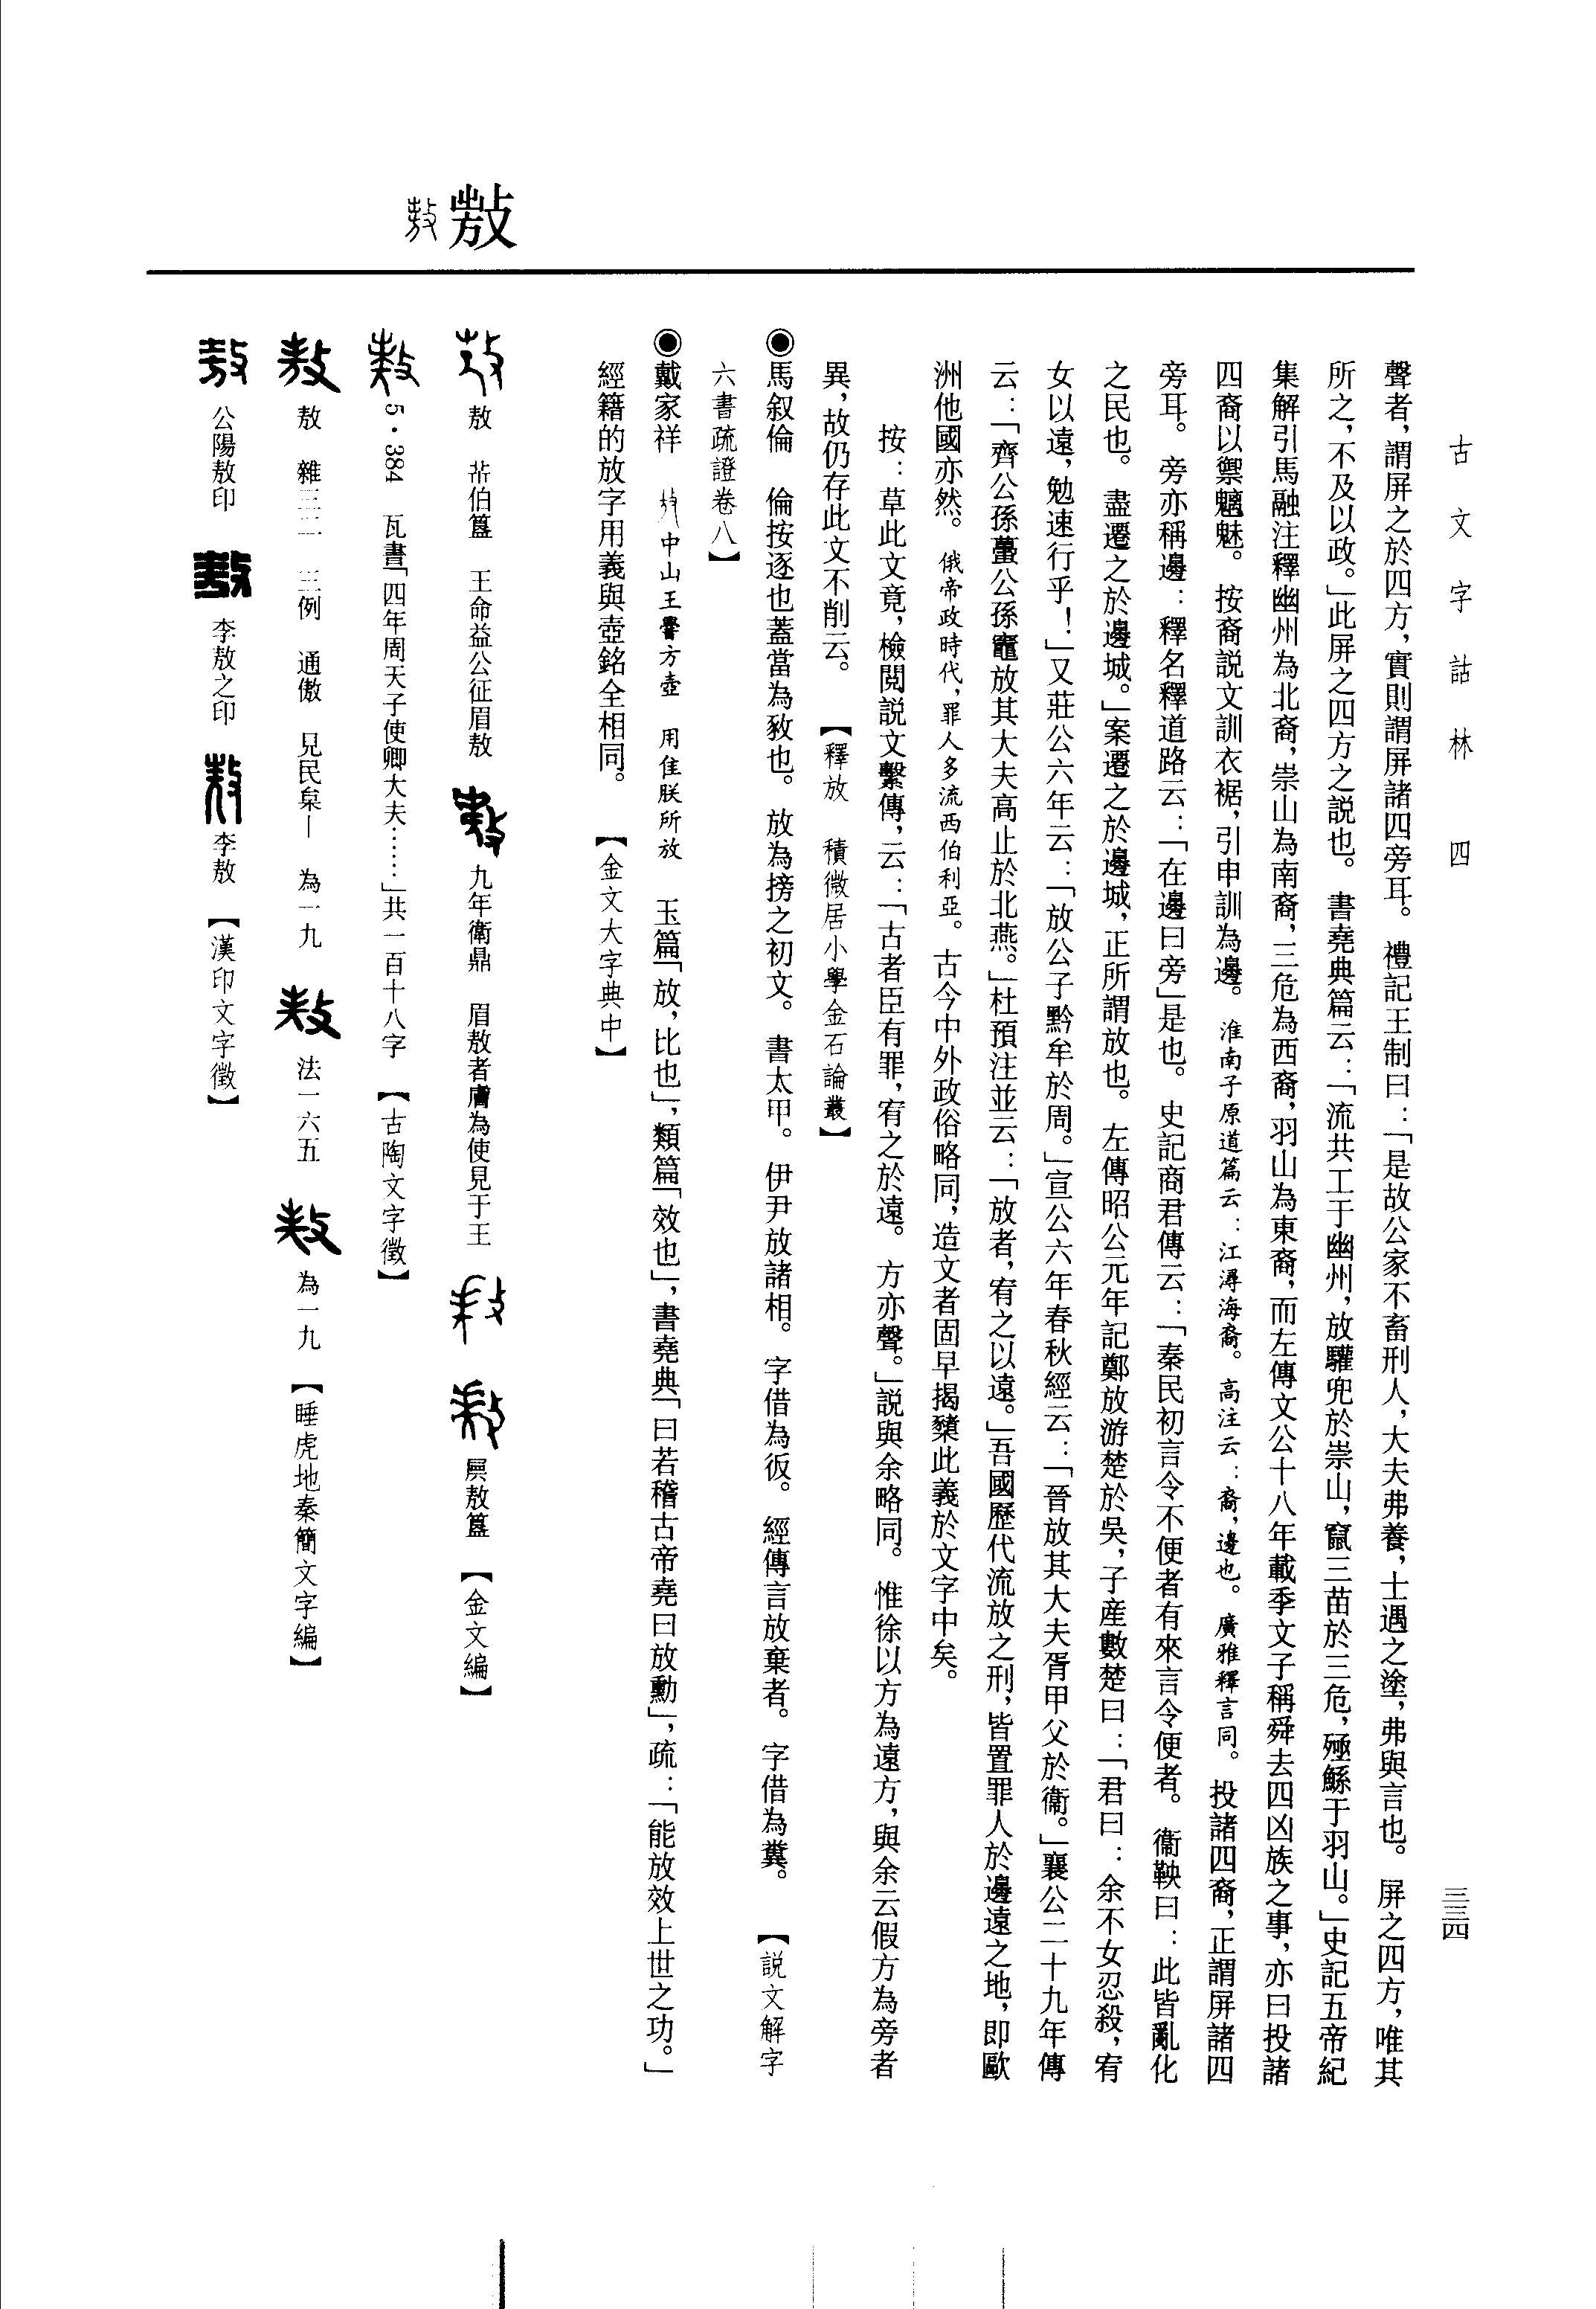 古文字詁林 四
三三四
聲者，謂屏之於四方，實則謂屏諸四旁耳。禮記王制曰：「是故公家不畜刑人，大夫弗養，士遇之塗，弗與言也。屏之四方，唯其
所之，不及以政。」此屏之四方之説也。書堯典篇云：「流共工于幽州，放驩兜於崇山，竄三苗於三危，殛鯀于羽山。」史記五帝紀
集解引馬融注釋幽州為北裔，崇山為南裔，三危為西裔，羽山為東裔，而左傳文公十八年載季文子稱舜去四凶族之事，亦曰投諸
四裔以禦魑魅。按裔説文訓衣裾，引申訓為邊。淮南子原道篇云：江潯海裔。高注云：裔，邊也。廣雅釋言同。投諸四裔，正謂屏諸四
旁耳。旁亦稱邊：釋名釋道路云：「在邊曰旁」是也。史記商君傳云：「秦民初言令不便者有來言令便者。衞鞅曰：此皆亂化
之民也。盡遷之於邊城。」案遷之於邊城，正所謂放也。左傳昭公元年記鄭放游楚於吳，子産數楚曰：「君曰：余不女忍殺，宥
女以遠，勉速行乎！」又莊公六年云：「放公子黔牟於周。」宣公六年春秋經云：「晉放其大夫胥甲父於衞。」襄公二十九年傳
云：「齊公孫蠆公孫竈放其大夫高止於北燕。」杜預注並云：「放者，宥之以遠。」吾國歷代流放之刑，皆置罪人於邊遠之地，即歐
洲他國亦然。俄帝政時代，罪人多流西伯利亞。古今中外政俗略同，造文者固早揭櫫此義於文字中矣。
按：草此文竟，檢閲説文繫傳，云：「古者臣有罪，宥之於遠。方亦聲。」説與余略同。惟徐以方為遠方，與余云假方為旁者
異，故仍存此文不削云。【釋放 積微居小學金石論叢】
◉馬叙倫 倫按逐也蓋當為敚也。放為搒之初文。書太甲。伊尹放諸桐。字借為彶。經傳言放棄者。字借為糞。【説文解字
六書疏證卷八】
◉戴家祥 中山王嚳方壺 用隹朕所放 玉篇「放，比也」，類篇「效也」，書堯典「曰若稽古帝堯曰放勳」，疏：「能放效上世之功。」
經籍的放字用義與壺銘全相同。【金文大字典中】
敖
敖 𦬇伯簋 王命益公征眉敖 九年衛鼎 眉敖者膚為使見于王 㠱敖簋 【金文編】
5·384 瓦書「四年周天子使卿大夫……」共一百十八字 【古陶文字徵】
敖 雜三二 三例 通傲 見民㚖— 為一九 法一六五 為一九 【睡虎地秦簡文字編】
公陽敖印 李敖之印 李敖 【漢印文字徵】